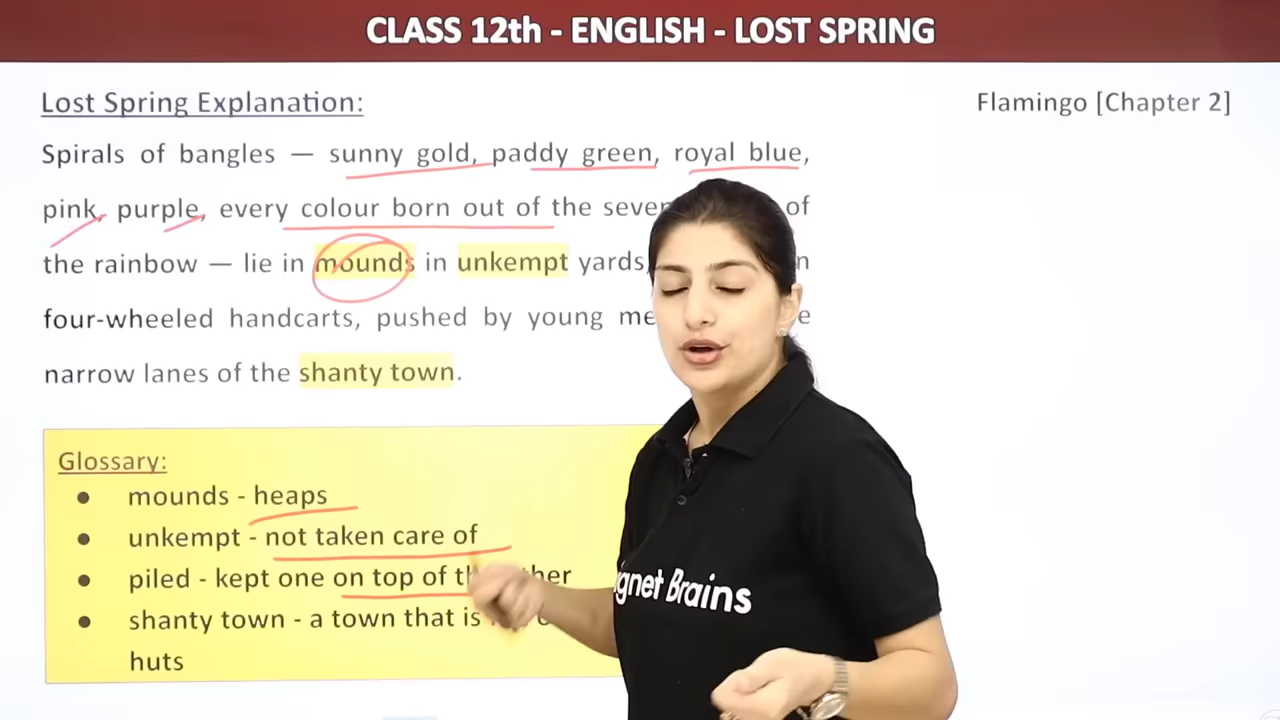 CLASS 12th - ENGLISH - LOST SPRING
Lost Spring Explanation:
Flamingo [Chapter 2]
Spirals of bangles — sunny gold, paddy green, royal blue,
pink, purple, every colour born out of the of
the rainbow — lie in mounds in unkempt yards,
four-wheeled handcarts, pushed by young
narrow lanes of the shanty town.
Glossary:
● mounds - heaps
● unkempt - not taken care of
● piled - kept one on top of
● shanty town - a town that is
huts
Brains